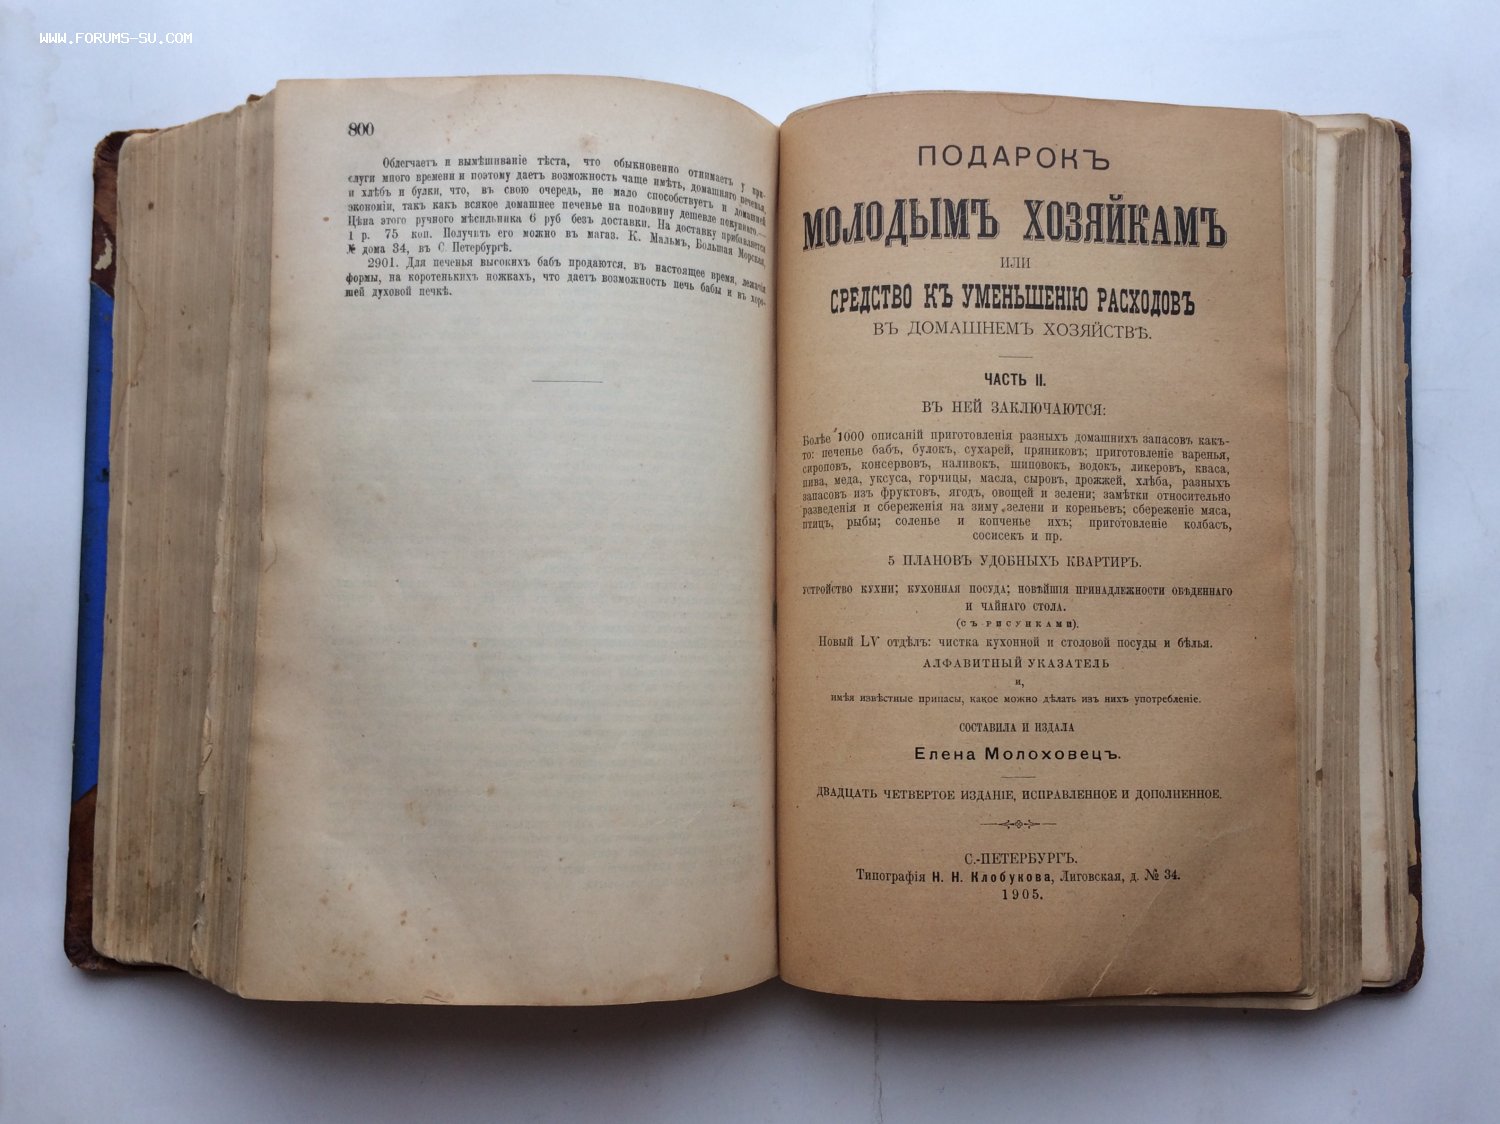 WWW.FORUMS-SU.COM
800
Облегчаетъ и вымѣшиваніе тѣста, что обыкновенно отнимаетъ у при-
слуги много времени и поэтому даетъ возможность чаще имѣть, домашняго печенья,
и хлѣбъ и булки, что, въ свою очередь, не мало способствуетъ и домашней
экономіи, такъ какъ всякое домашнее печенье на половину дешевле покупнаго.—
Цѣна этого ручного мѣсильника 6 руб безъ доставки. На доставку прибавляется
1 р. 75 коп. Получить его можно въ магаз. К. Мальмъ, Большая Морская,
№ дома 34, въ С. Петербургѣ.
2901. Для печенья высокихъ бабъ продаются, въ настоящее время, лежачія
формы, на коротенькихъ ножкахъ, что даетъ возможность печь бабы и въ хоро-
шей духовой печкѣ.
ПОДАРОКЪ
МОЛОДЫМЪ ХОЗЯЙКАМЪ
ИЛИ
СРЕДСТВО КЪ УМЕНЬШЕНІЮ РАСХОДОВЪ
ВЪ ДОМАШНЕМЪ ХОЗЯЙСТВѢ.
ЧАСТЬ II.
ВЪ НЕЙ ЗАКЛЮЧАЮТСЯ:
Болѣе 1000 описаній приготовленія разныхъ домашнихъ запасовъ какъ-
то: печенье бабъ, булокъ, сухарей, пряниковъ; приготовленіе варенья,
сироповъ, консервовъ, наливокъ, шиповокъ, водокъ, ликеровъ, кваса,
пива, меда, уксуса, горчицы, масла, сыровъ, дрожжей, хлѣба, разныхъ
запасовъ изъ фруктовъ, ягодъ, овощей и зелени; замѣтки относительно
разведенія и сбереженія на зиму зелени и кореньевъ; сбереженіе мяса,
птицъ, рыбы; соленье и копченье ихъ; приготовленіе колбасъ,
сосисекъ и пр.
5 ПЛАНОВЪ УДОБНЫХЪ КВАРТИРЪ.
УСТРОЙСТВО КУХНИ; КУХОННАЯ ПОСУДА; НОВѢЙШІЯ ПРИНАДЛЕЖНОСТИ ОБѢДЕННАГО
И ЧАЙНАГО СТОЛА.
(СЪ РИСУНКАМИ).
Новый LV отдѣлъ: чистка кухонной и столовой посуды и бѣлья.
АЛФАВИТНЫЙ УКАЗАТЕЛЬ
и,
имѣя извѣстные припасы, какое можно дѣлать изъ нихъ употребленіе.
СОСТАВИЛА И ИЗДАЛА
Елена Молоховецъ.
ДВАДЦАТЬ ЧЕТВЕРТОЕ ИЗДАНІЕ, ИСПРАВЛЕННОЕ И ДОПОЛНЕННОЕ.
С.-ПЕТЕРБУРГЪ.
Типографія Н. Н. Клобукова, Лиговская, д. № 34.
1905.